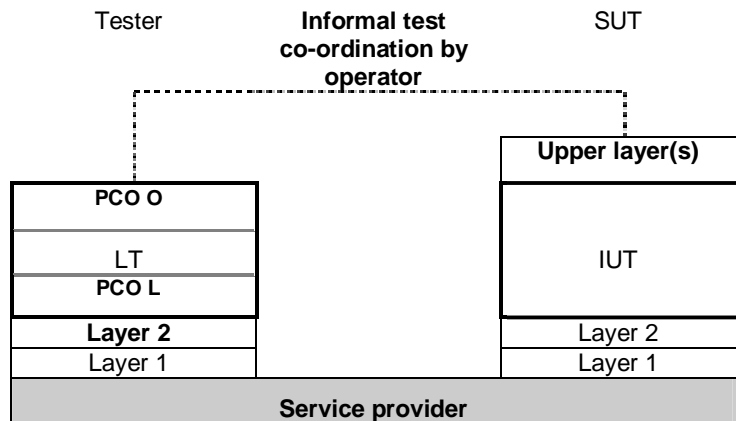 Tester
Informal test
co-ordination by
operator
SUT
Upper layer(s)
PCO O
LT
PCO L
IUT
Layer 2
Layer 2
Layer 1
Layer 1
Service provider